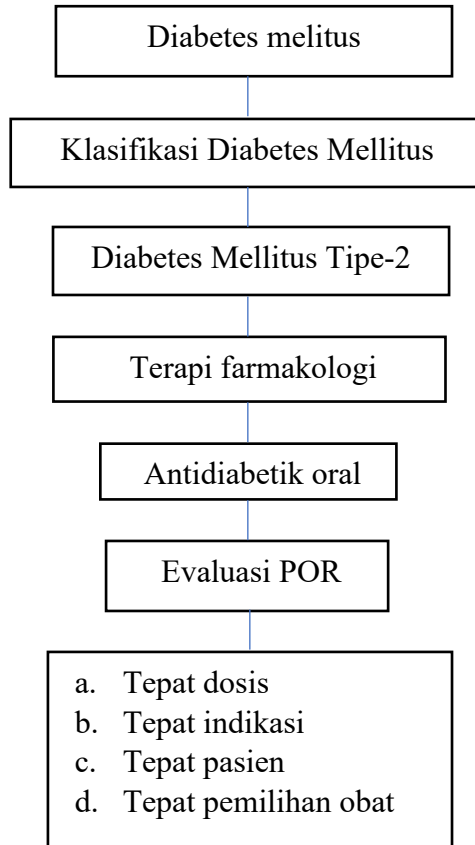 Diabetes melitus
Klasifikasi Diabetes Mellitus
Diabetes Mellitus Tipe-2
Terapi farmakologi
Antidiabetik oral
Evaluasi POR
a. Tepat dosis
b. Tepat indikasi
c. Tepat pasien
d. Tepat pemilihan obat